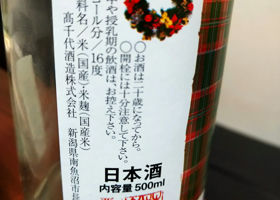 ○お酒は二十歳になってから。
○開栓には十分注意して下さい。
や授乳期の飲酒は、お控え下さい。
コール分／16度
料名／米（国産）・米麹（国産米）
髙千代酒造株式会社 新潟県南魚沼市長
日本酒
内容量500ml